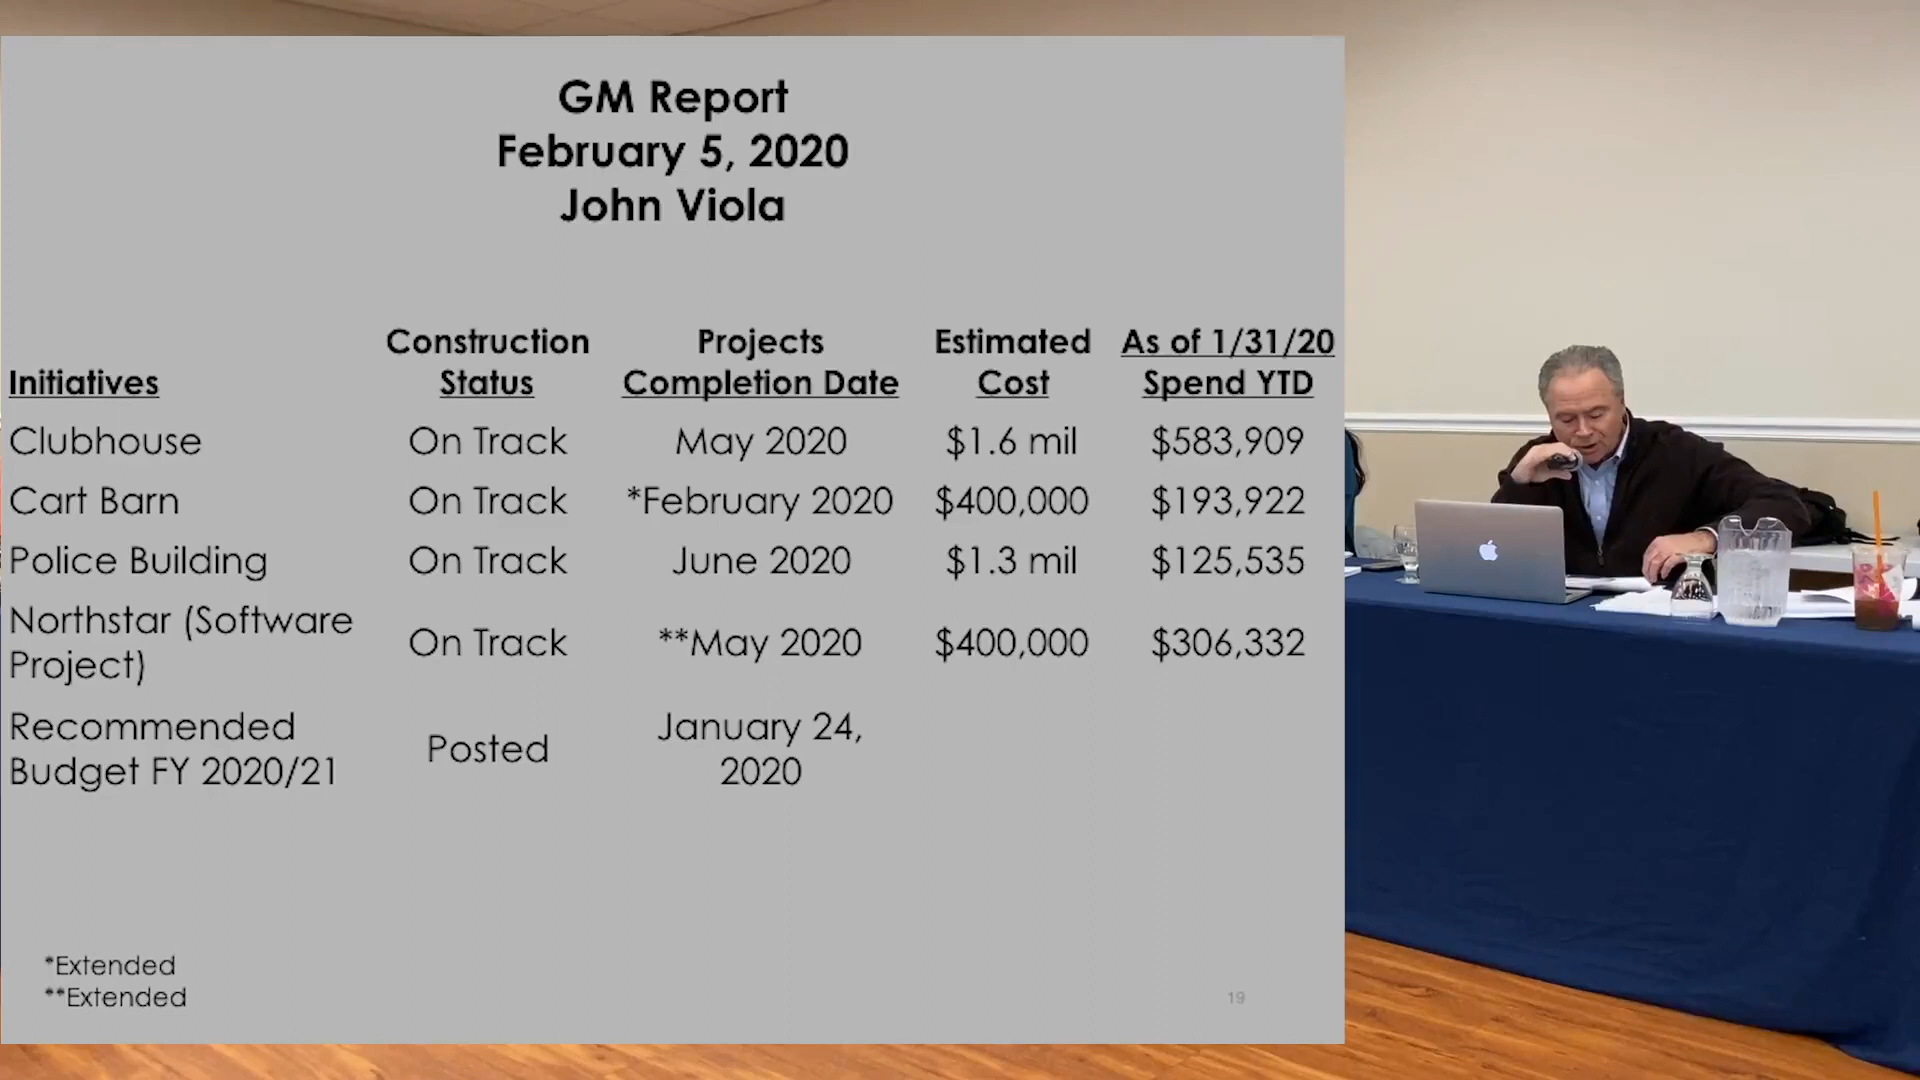 GM Report
February 5, 2020
John Viola
Initiatives
Construction
Status
Projects
Completion Date
Estimated
Cost
As of 1/31/20
Spend YTD
Clubhouse On Track May 2020 $1.6 mil $583,909
Cart Barn On Track *February 2020 $400,000 $193,922
Police Building On Track June 2020 $1.3 mil $125,535
Northstar (Software
Project)
On Track **May 2020 $400,000 $306,332
Recommended
Budget FY 2020/21
Posted
January 24,
2020
*Extended
**Extended
19